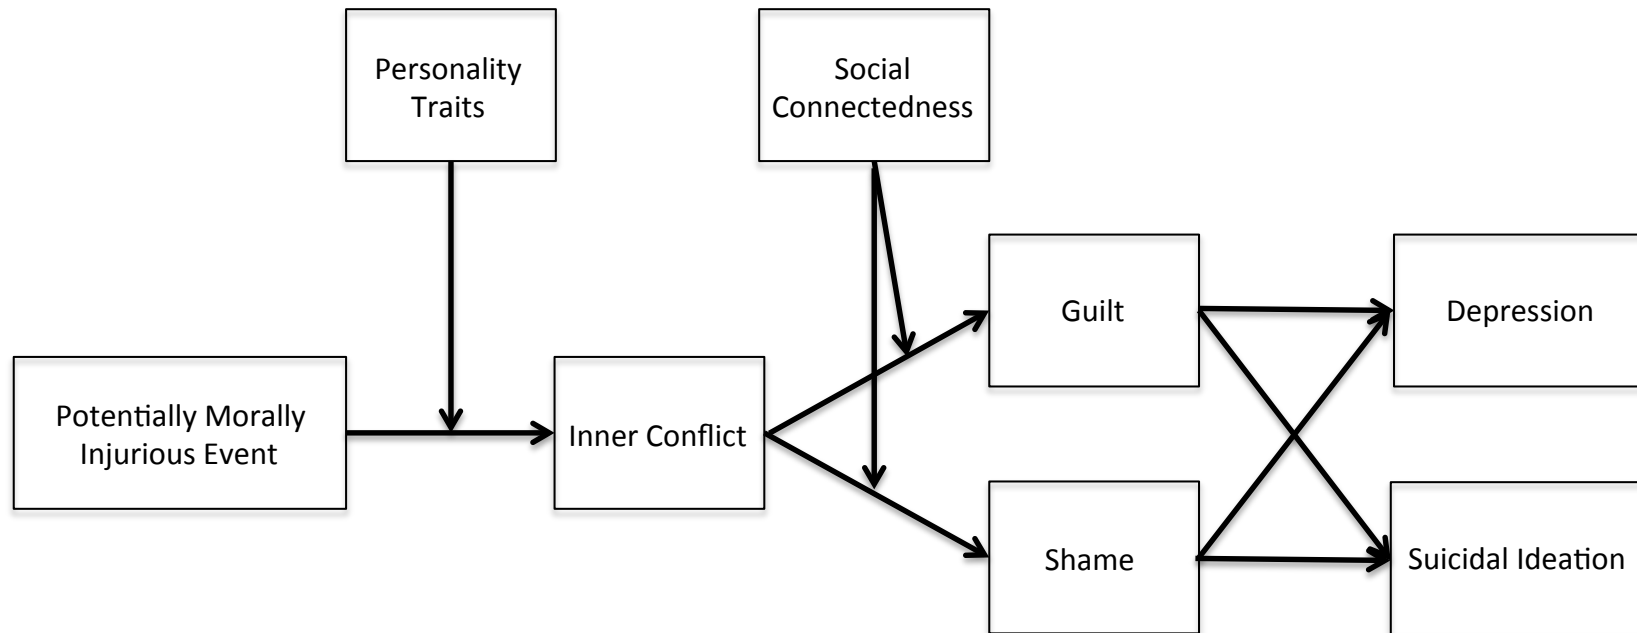 Personality
Traits
Social
Connectedness
Guilt
Depression
Potentially Morally
Injurious Event
Inner Conflict
Shame
Suicidal Ideation